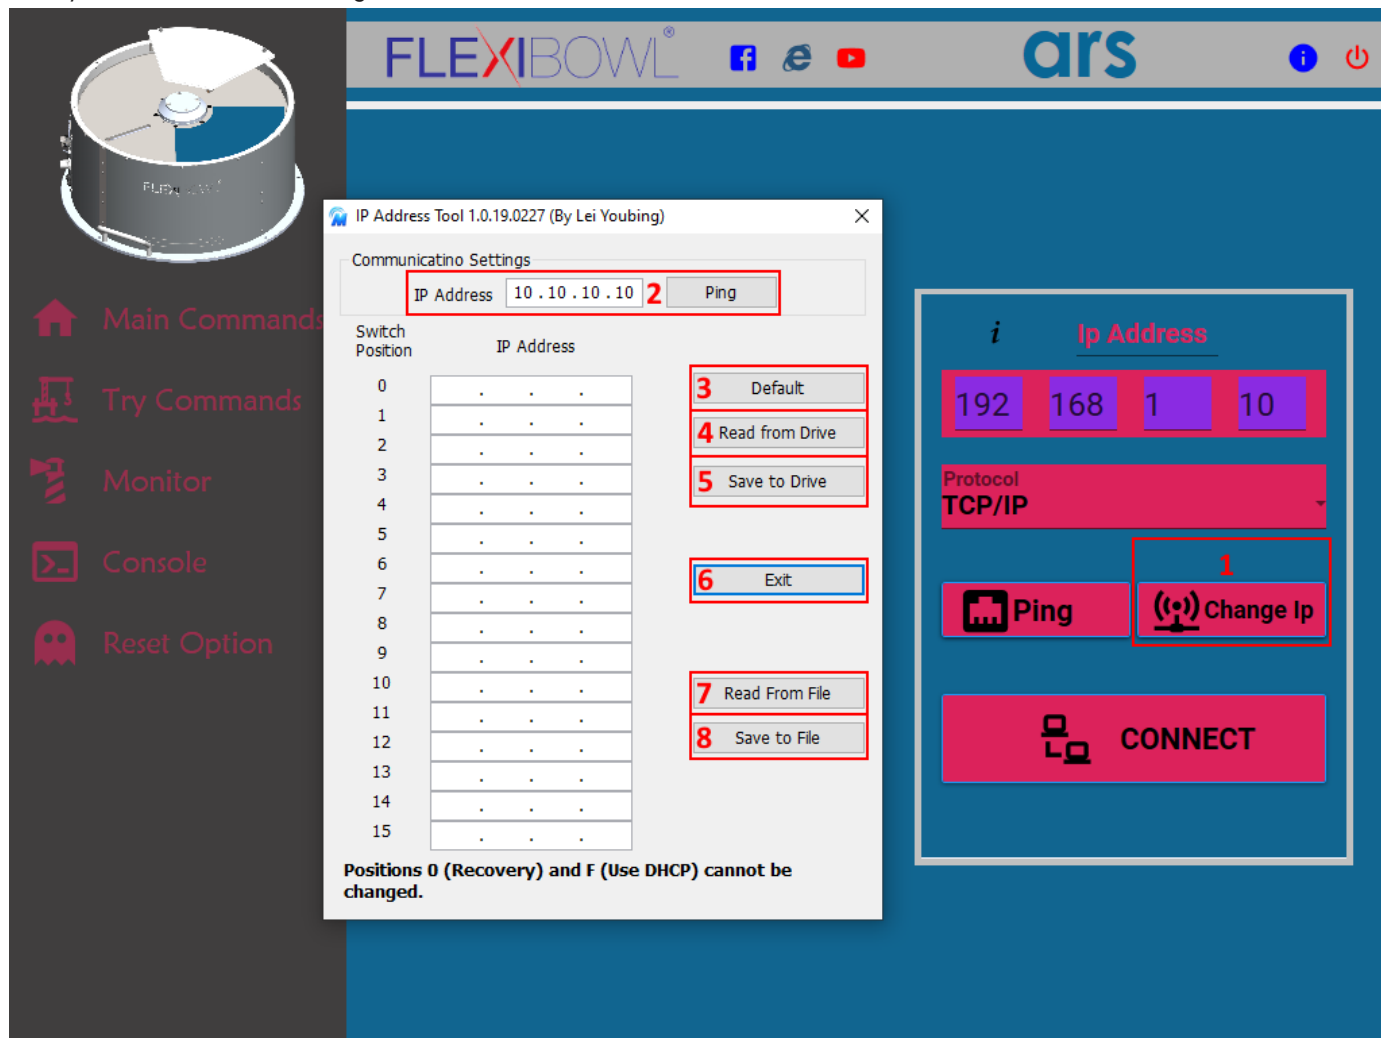 FLEXIBOWL®
ars
FLEXIBOWL
IP Address Tool 1.0.19.0227 (By Lei Youbing)
Communicatino Settings
IP Address 10 . 10 . 10 . 10 2 Ping
Switch Position IP Address
0
1
2
3
4
5
6
7
8
9
10
11
12
13
14
15
3 Default
4 Read from Drive
5 Save to Drive
6 Exit
7 Read From File
8 Save to File
Positions 0 (Recovery) and F (Use DHCP) cannot be
changed.
Main Commands
Try Commands
Monitor
Console
Reset Option
i Ip Address
192 168 1 10
Protocol
TCP/IP
1
Ping
Change Ip
CONNECT